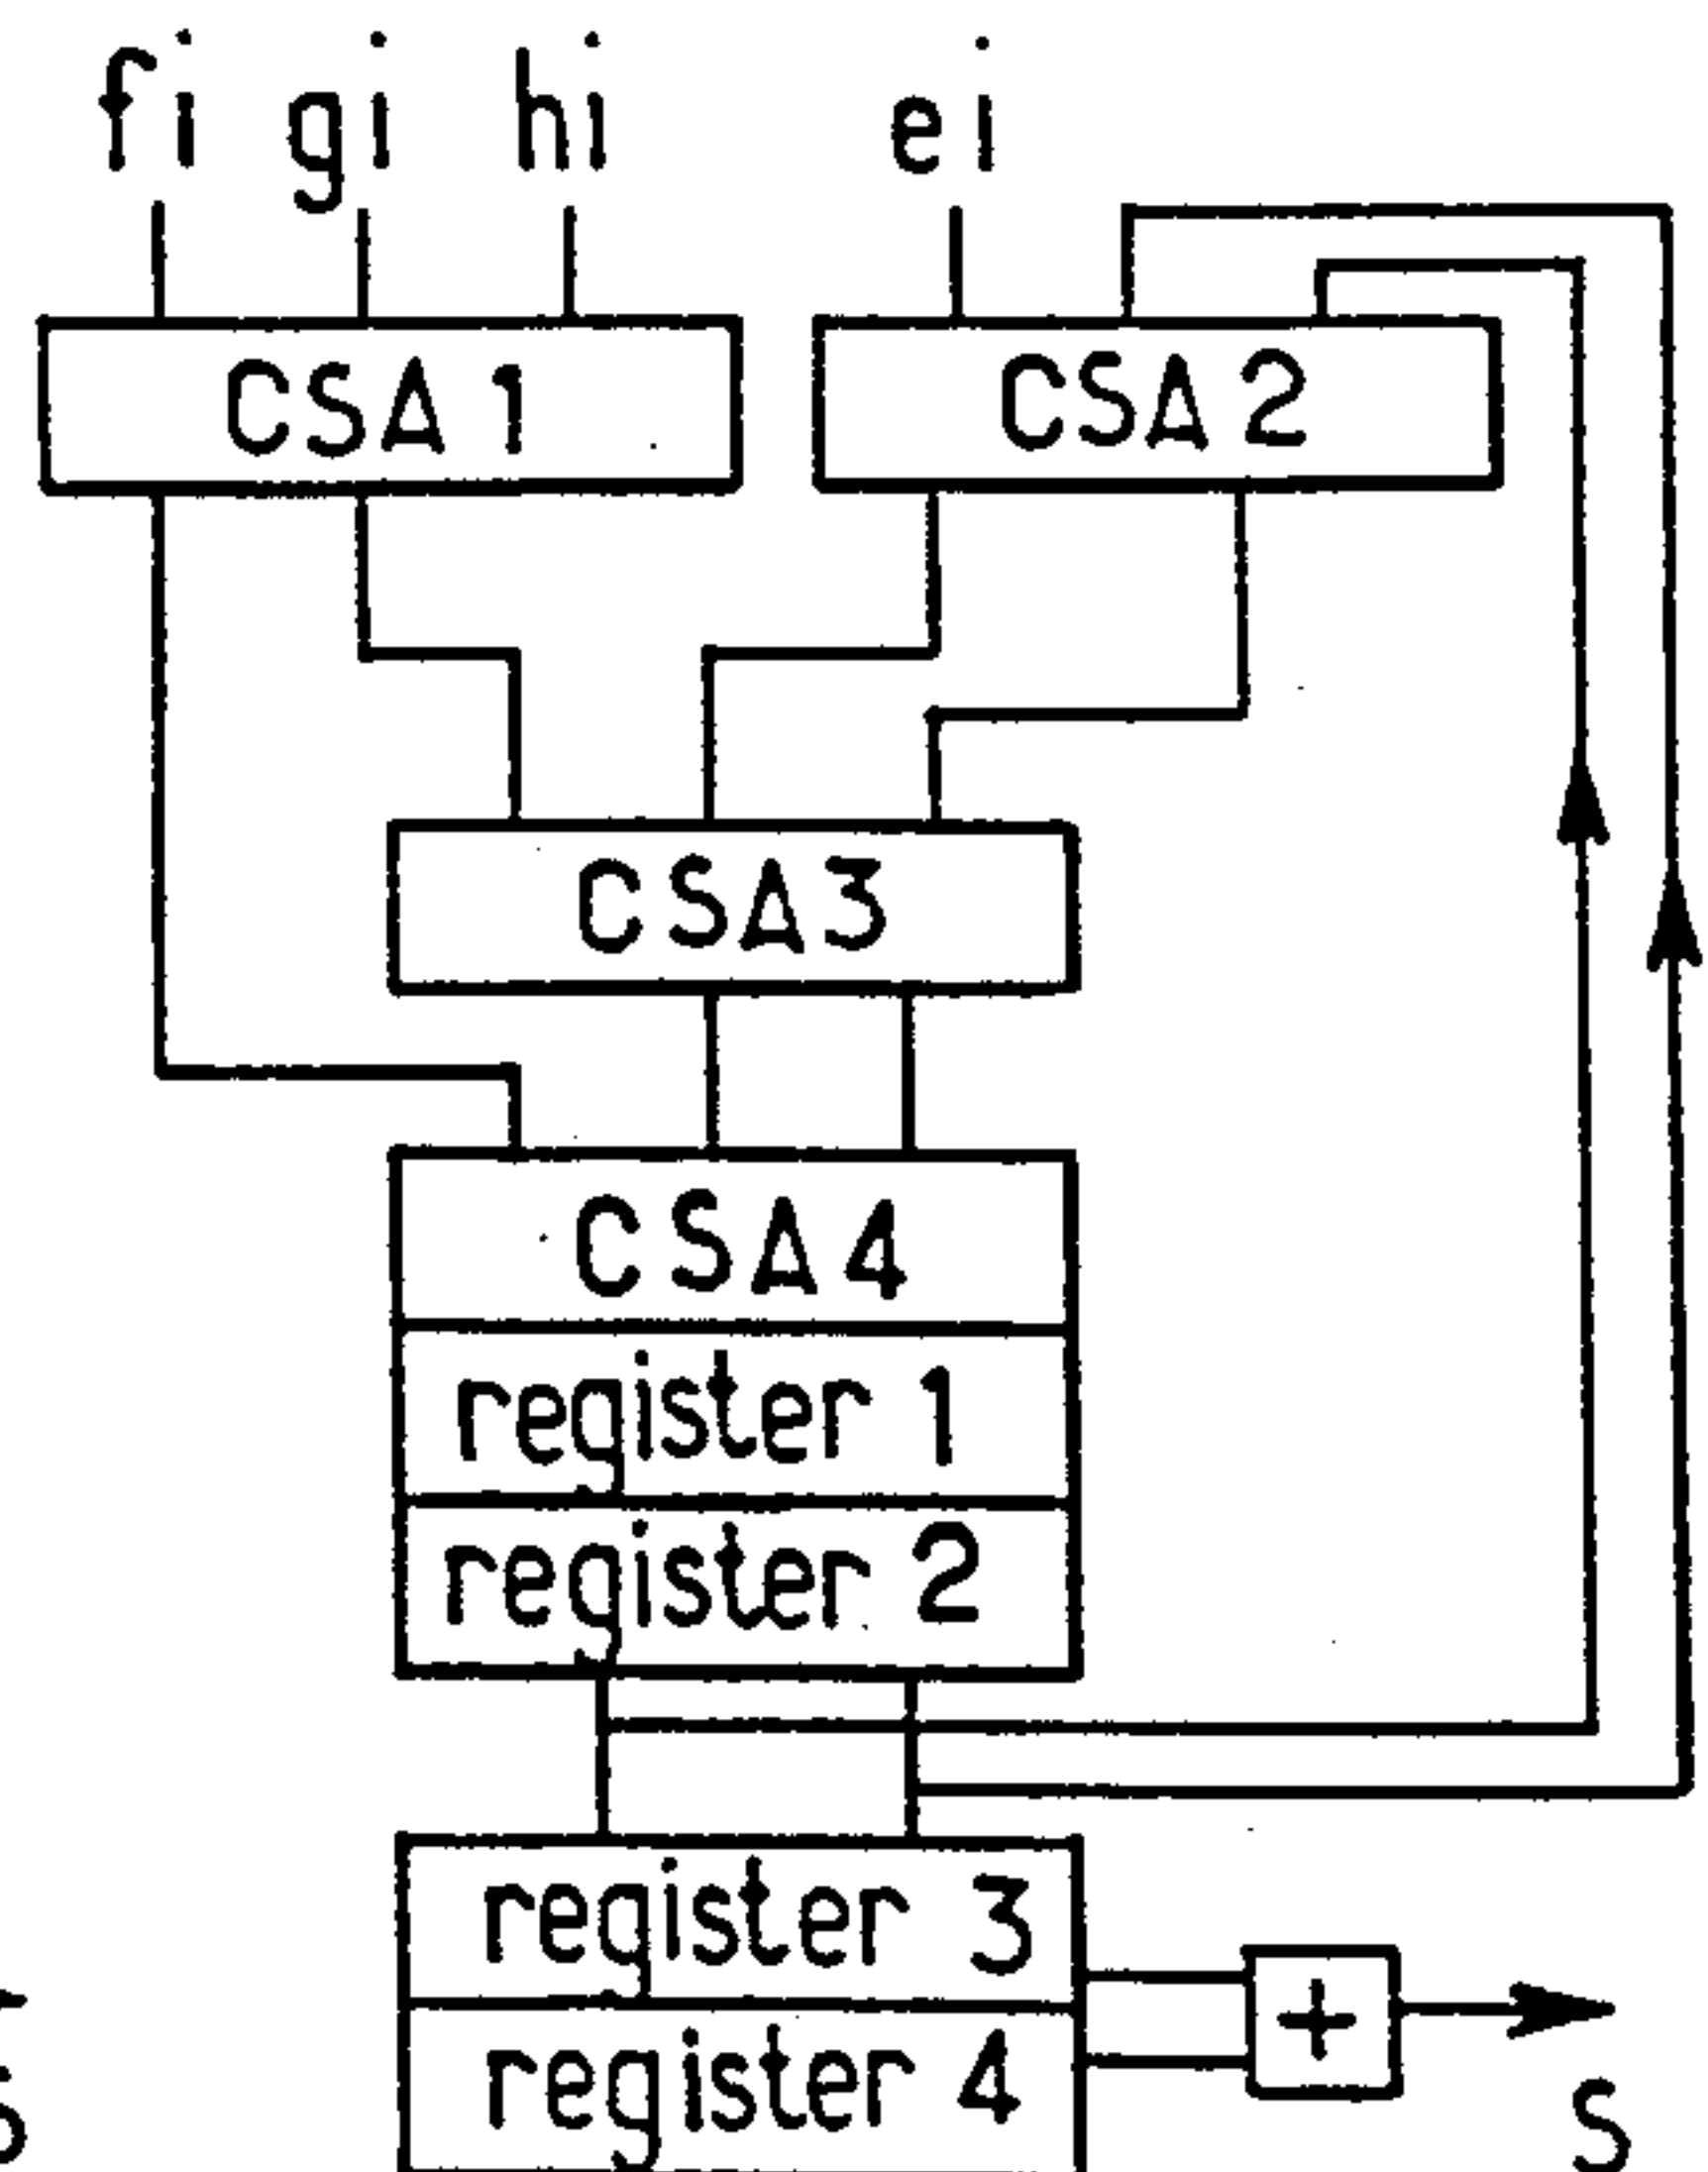 fi gi hi ei
CSA 1 CSA 2
CSA3
CSA4
register 1
register 2
register 3
+
register 4
S